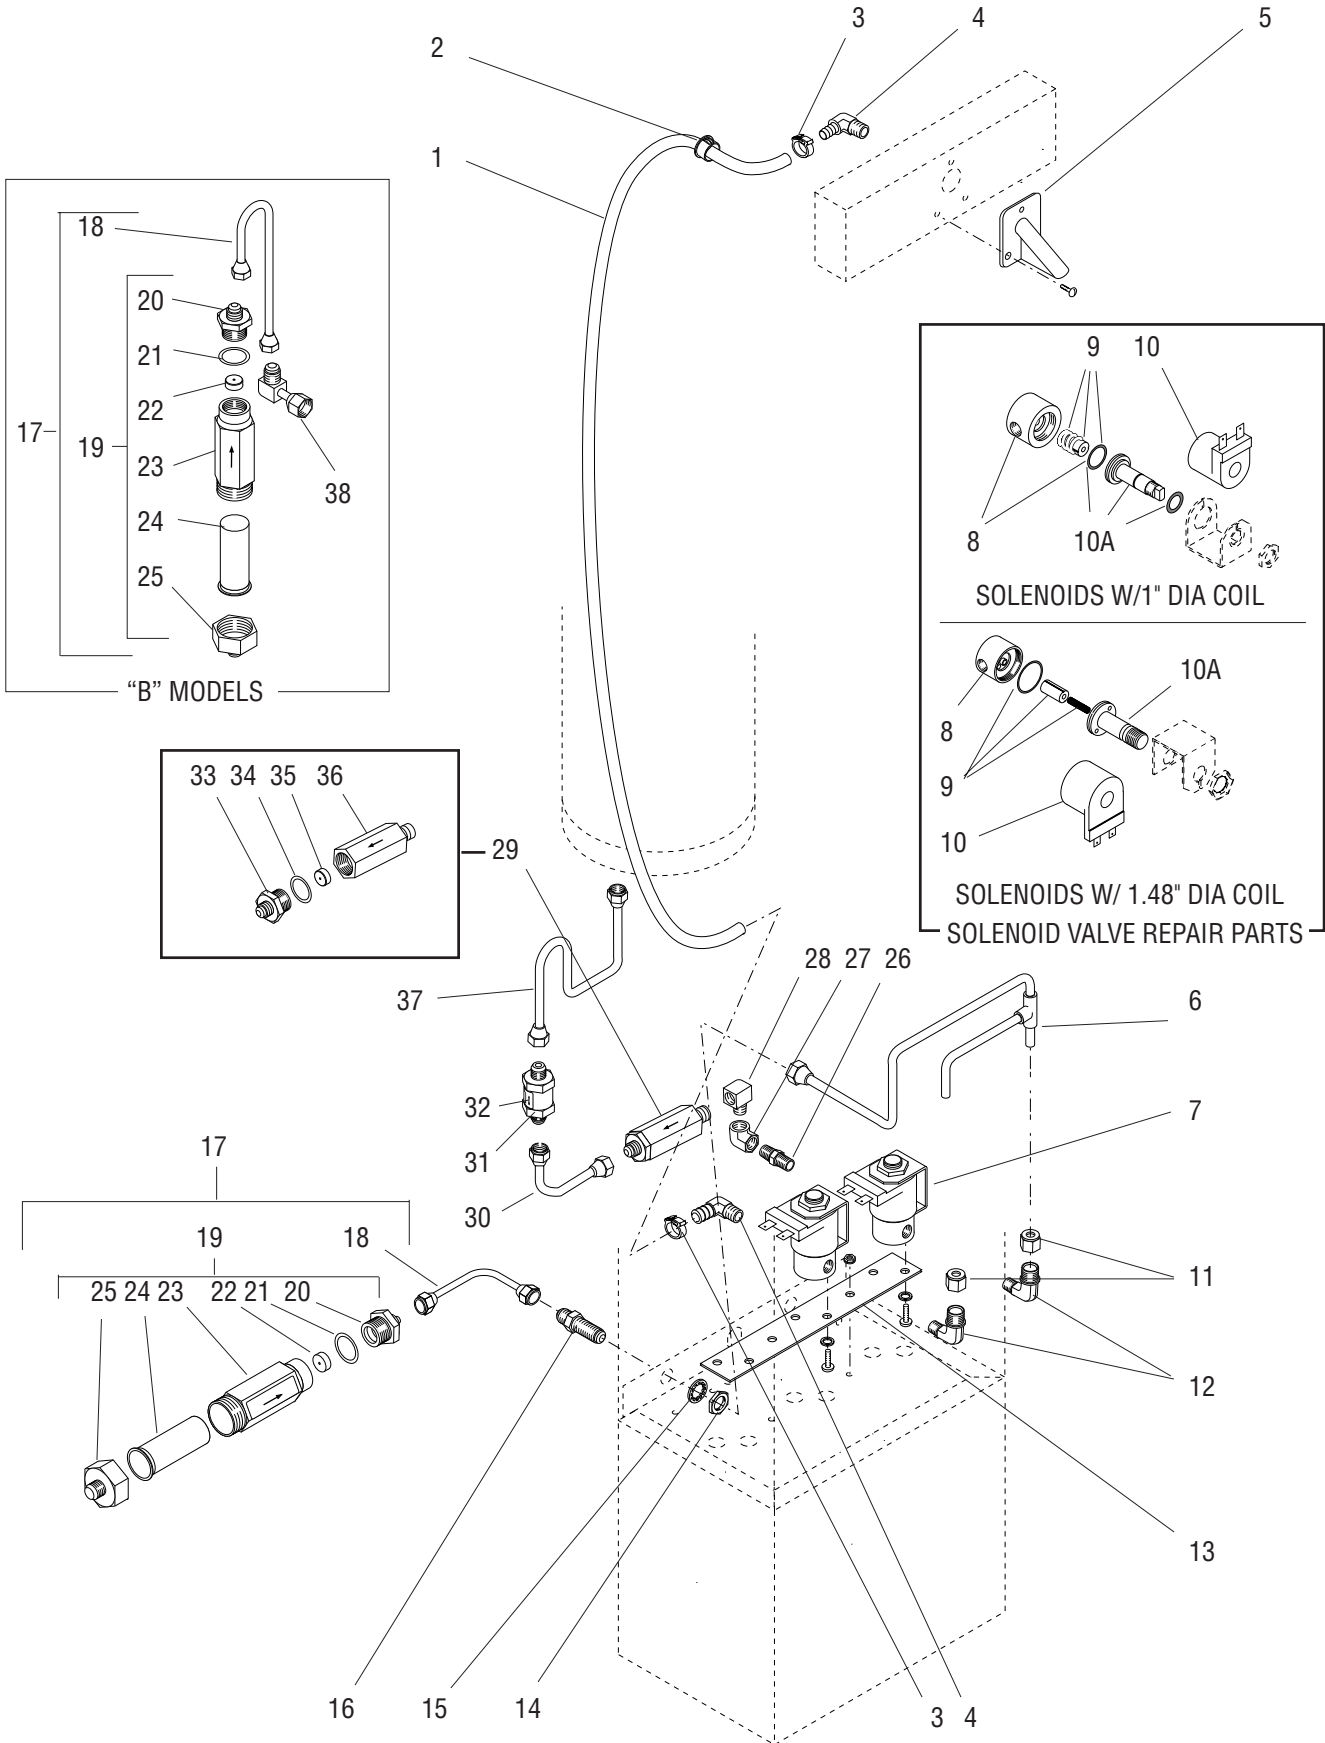 3 4 5
2
1
18
20
21
22
17 19
23
38
24
25
“B” MODELS
9 10
8 10A
SOLENOIDS W/1" DIA COIL
10A
8
9
10
SOLENOIDS W/ 1.48" DIA COIL
SOLENOID VALVE REPAIR PARTS
33 34 35 36
29
28 27 26
37
6
32
7
31
17
30
19 18
25 24 23 22 21 20
11
12
13
16 15 14 3 4